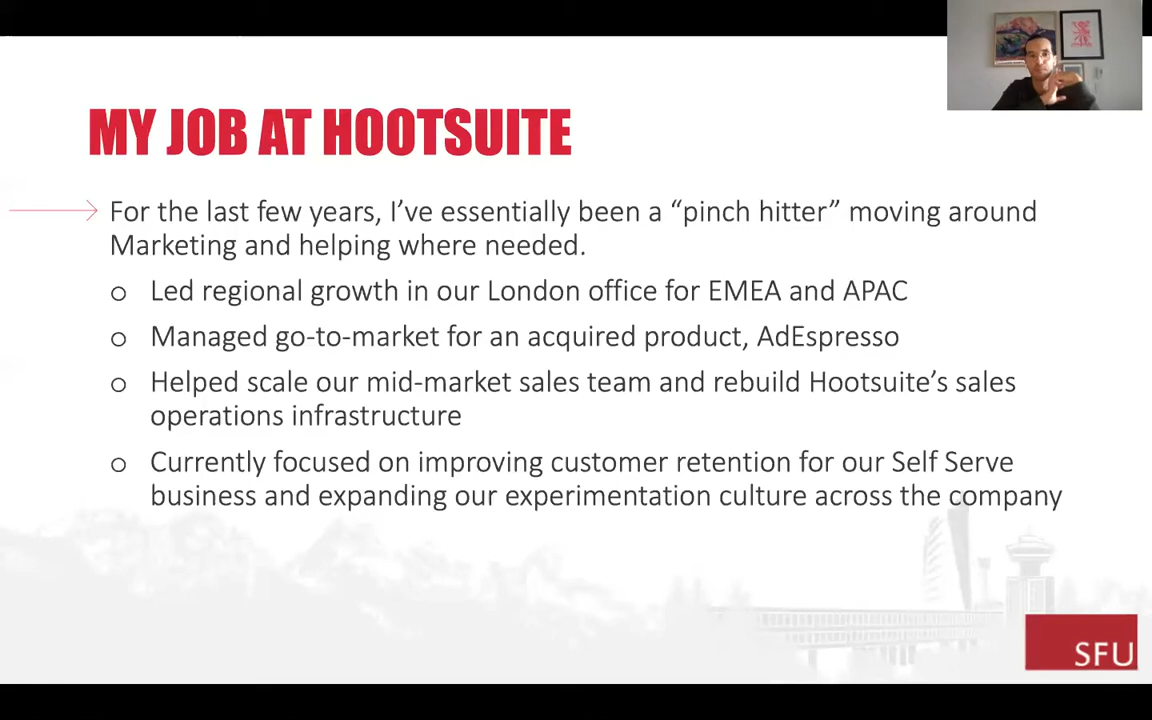 MY JOB AT HOOTSUITE
For the last few years, I’ve essentially been a “pinch hitter” moving around
Marketing and helping where needed.
o Led regional growth in our London office for EMEA and APAC
o Managed go-to-market for an acquired product, AdEspresso
o Helped scale our mid-market sales team and rebuild Hootsuite’s sales
operations infrastructure
o Currently focused on improving customer retention for our Self Serve
business and expanding our experimentation culture across the company
SFU